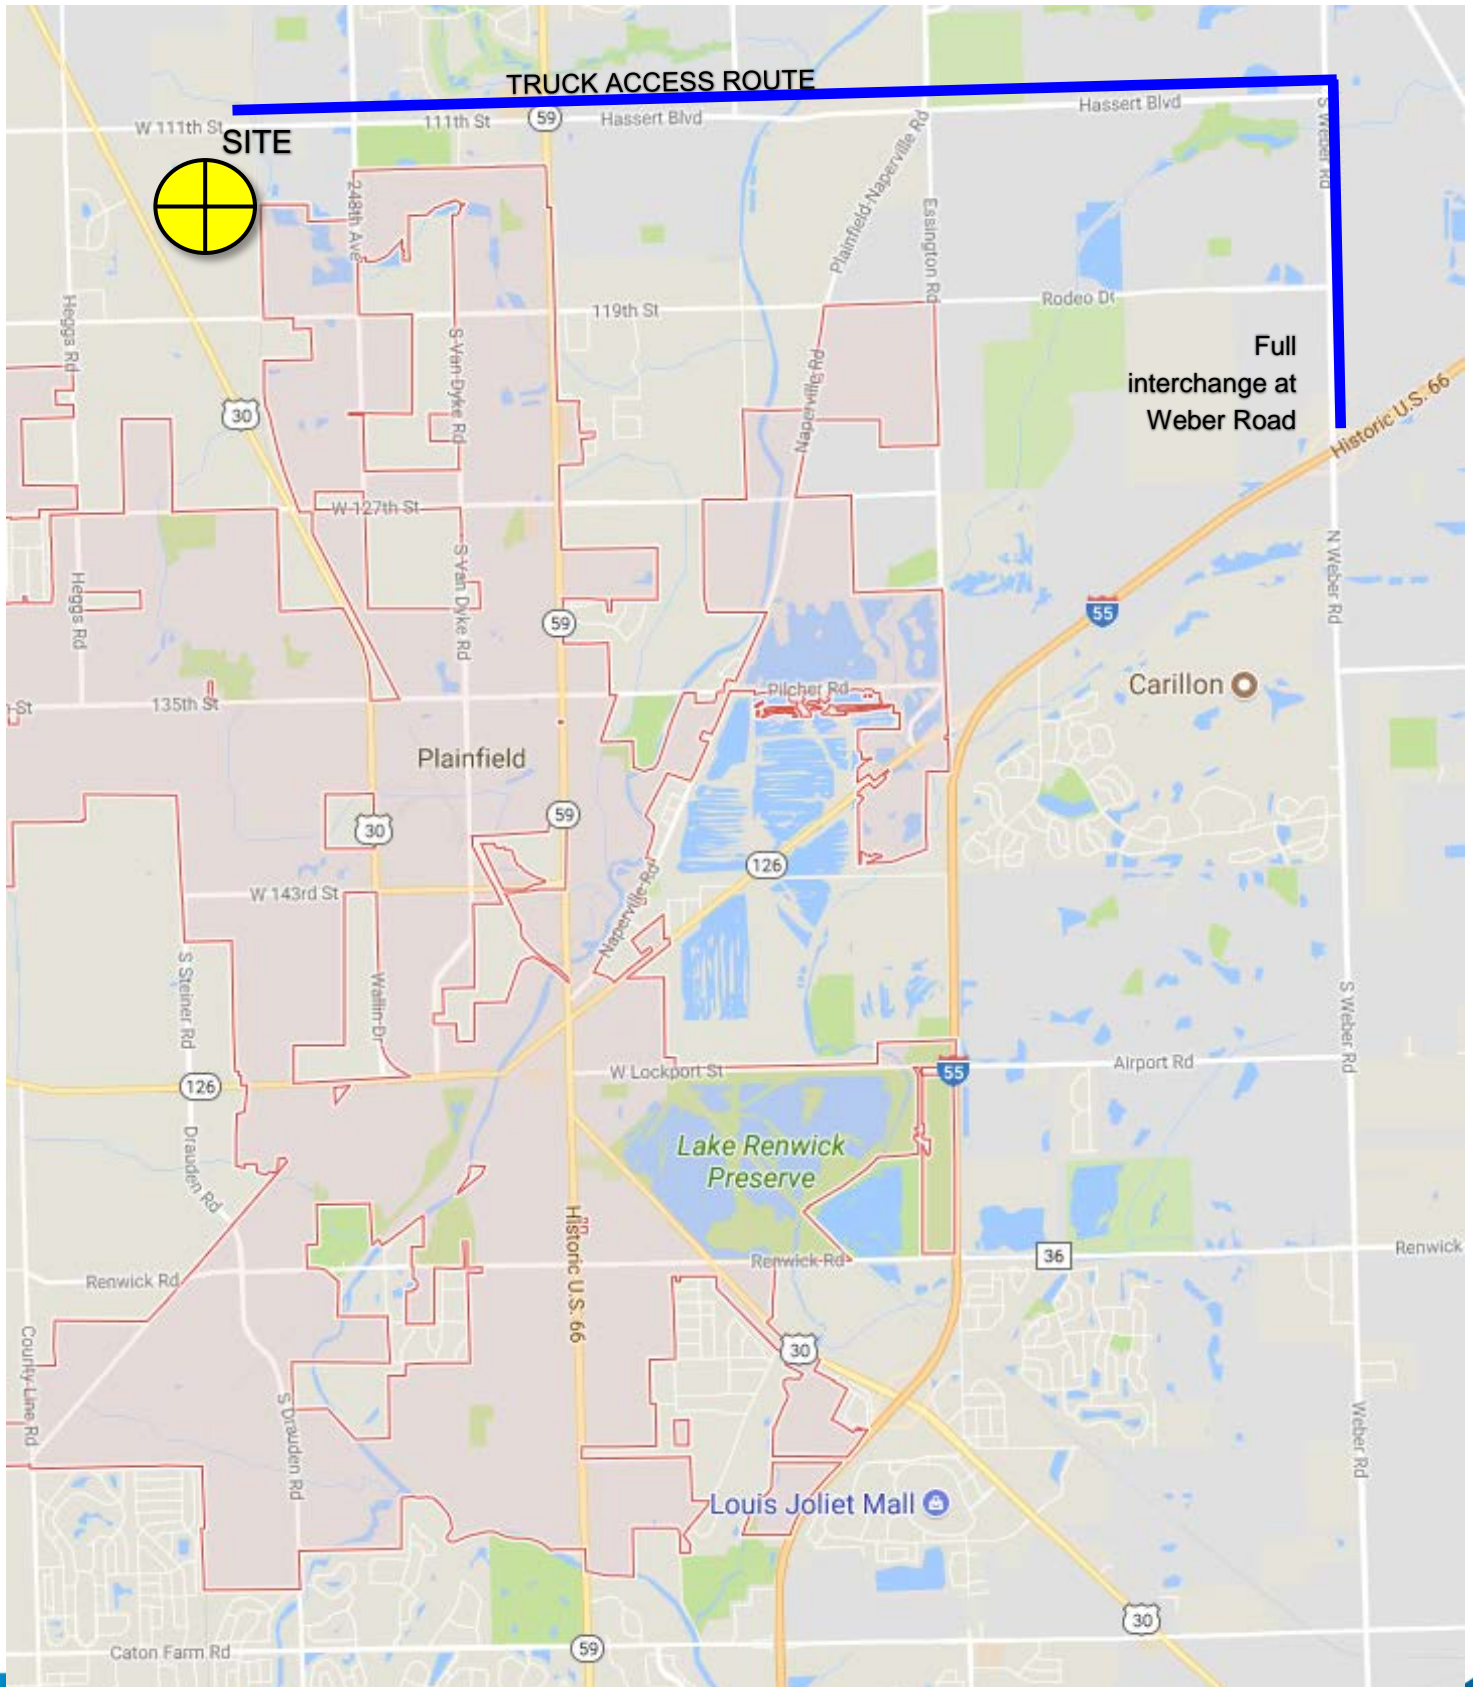 TRUCK ACCESS ROUTE
Hassert Blvd
W 111th St
111th St
59
Hassert Blvd
SITE
S Weber Rd
Plainfield-Naperville Rd
248th Ave
Essington Rd
Rodeo Dr
119th St
Heggs Rd
S Van Dyke Rd
Naperville Rd
Full
interchange at
Weber Road
Historic U.S. 66
30
W 127th St
N Weber Rd
S Van Dyke Rd
Heggs Rd
59
55
Carillon
Pilcher Rd
St
135th St
Plainfield
59
30
126
W 143rd St
Naperville Rd
S Steiner Rd
Wallin Dr
S Weber Rd
Airport Rd
W Lockport St
55
126
Drauden Rd
Lake Renwick
Preserve
Historic U.S. 66
Renwick
36
Renwick Rd
Renwick Rd
County Line Rd
30
S Drauden Rd
Weber Rd
Louis Joliet Mall
30
59
Caton Farm Rd